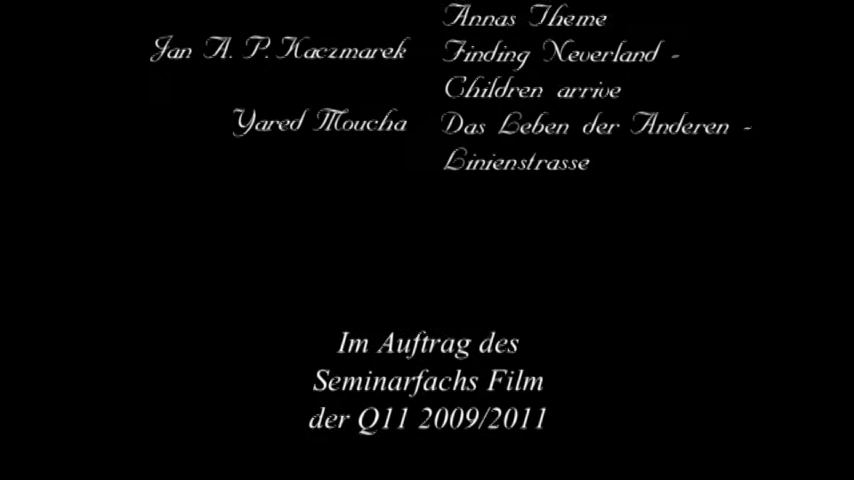 Annas Theme
Jan A. P. Kaczmarek Finding Neverland -
Children arrive
Yared Moucha Das Leben der Anderen -
Linienstrasse
Im Auftrag des
Seminarfachs Film
der Q11 2009/2011